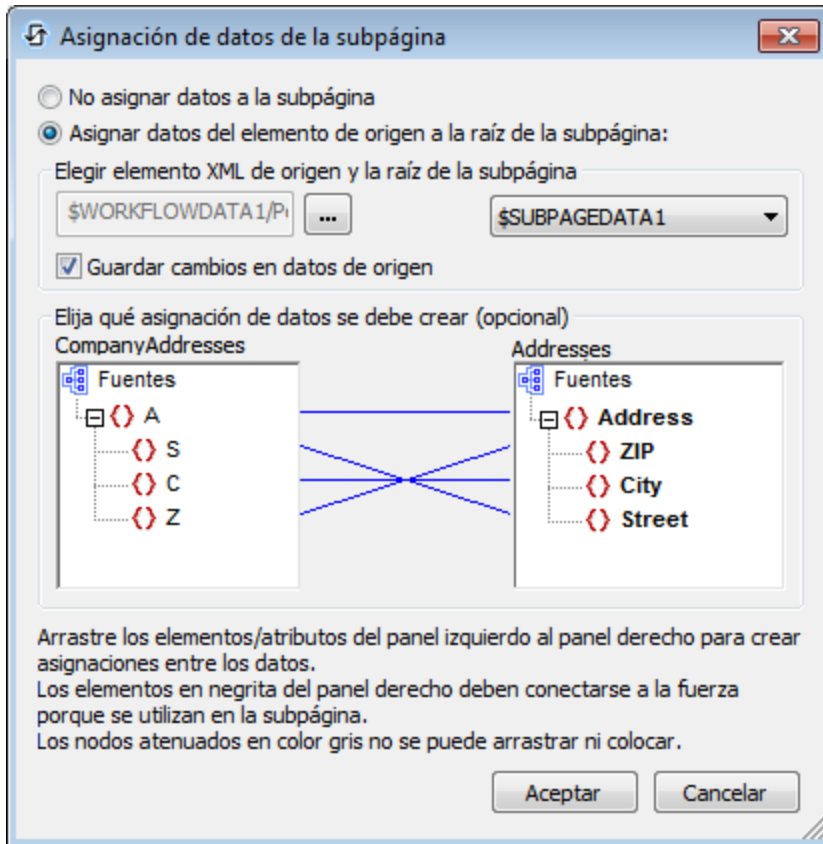 Asignación de datos de la subpágina
No asignar datos a la subpágina
Asignar datos del elemento de origen a la raíz de la subpágina:
Elegir elemento XML de origen y la raíz de la subpágina
$WORKFLOWDATA1/P
...
$SUBPAGEDATA1
Guardar cambios en datos de origen
Elija qué asignación de datos se debe crear (opcional)
CompanyAddresses Addresses
Fuentes Fuentes
A Address
S ZIP
C City
Z Street
Arrastre los elementos/atributos del panel izquierdo al panel derecho para crear
asignaciones entre los datos.
Los elementos en negrita del panel derecho deben conectarse a la fuerza
porque se utilizan en la subpágina.
Los nodos atenuados en color gris no se puede arrastrar ni colocar.
Aceptar Cancelar